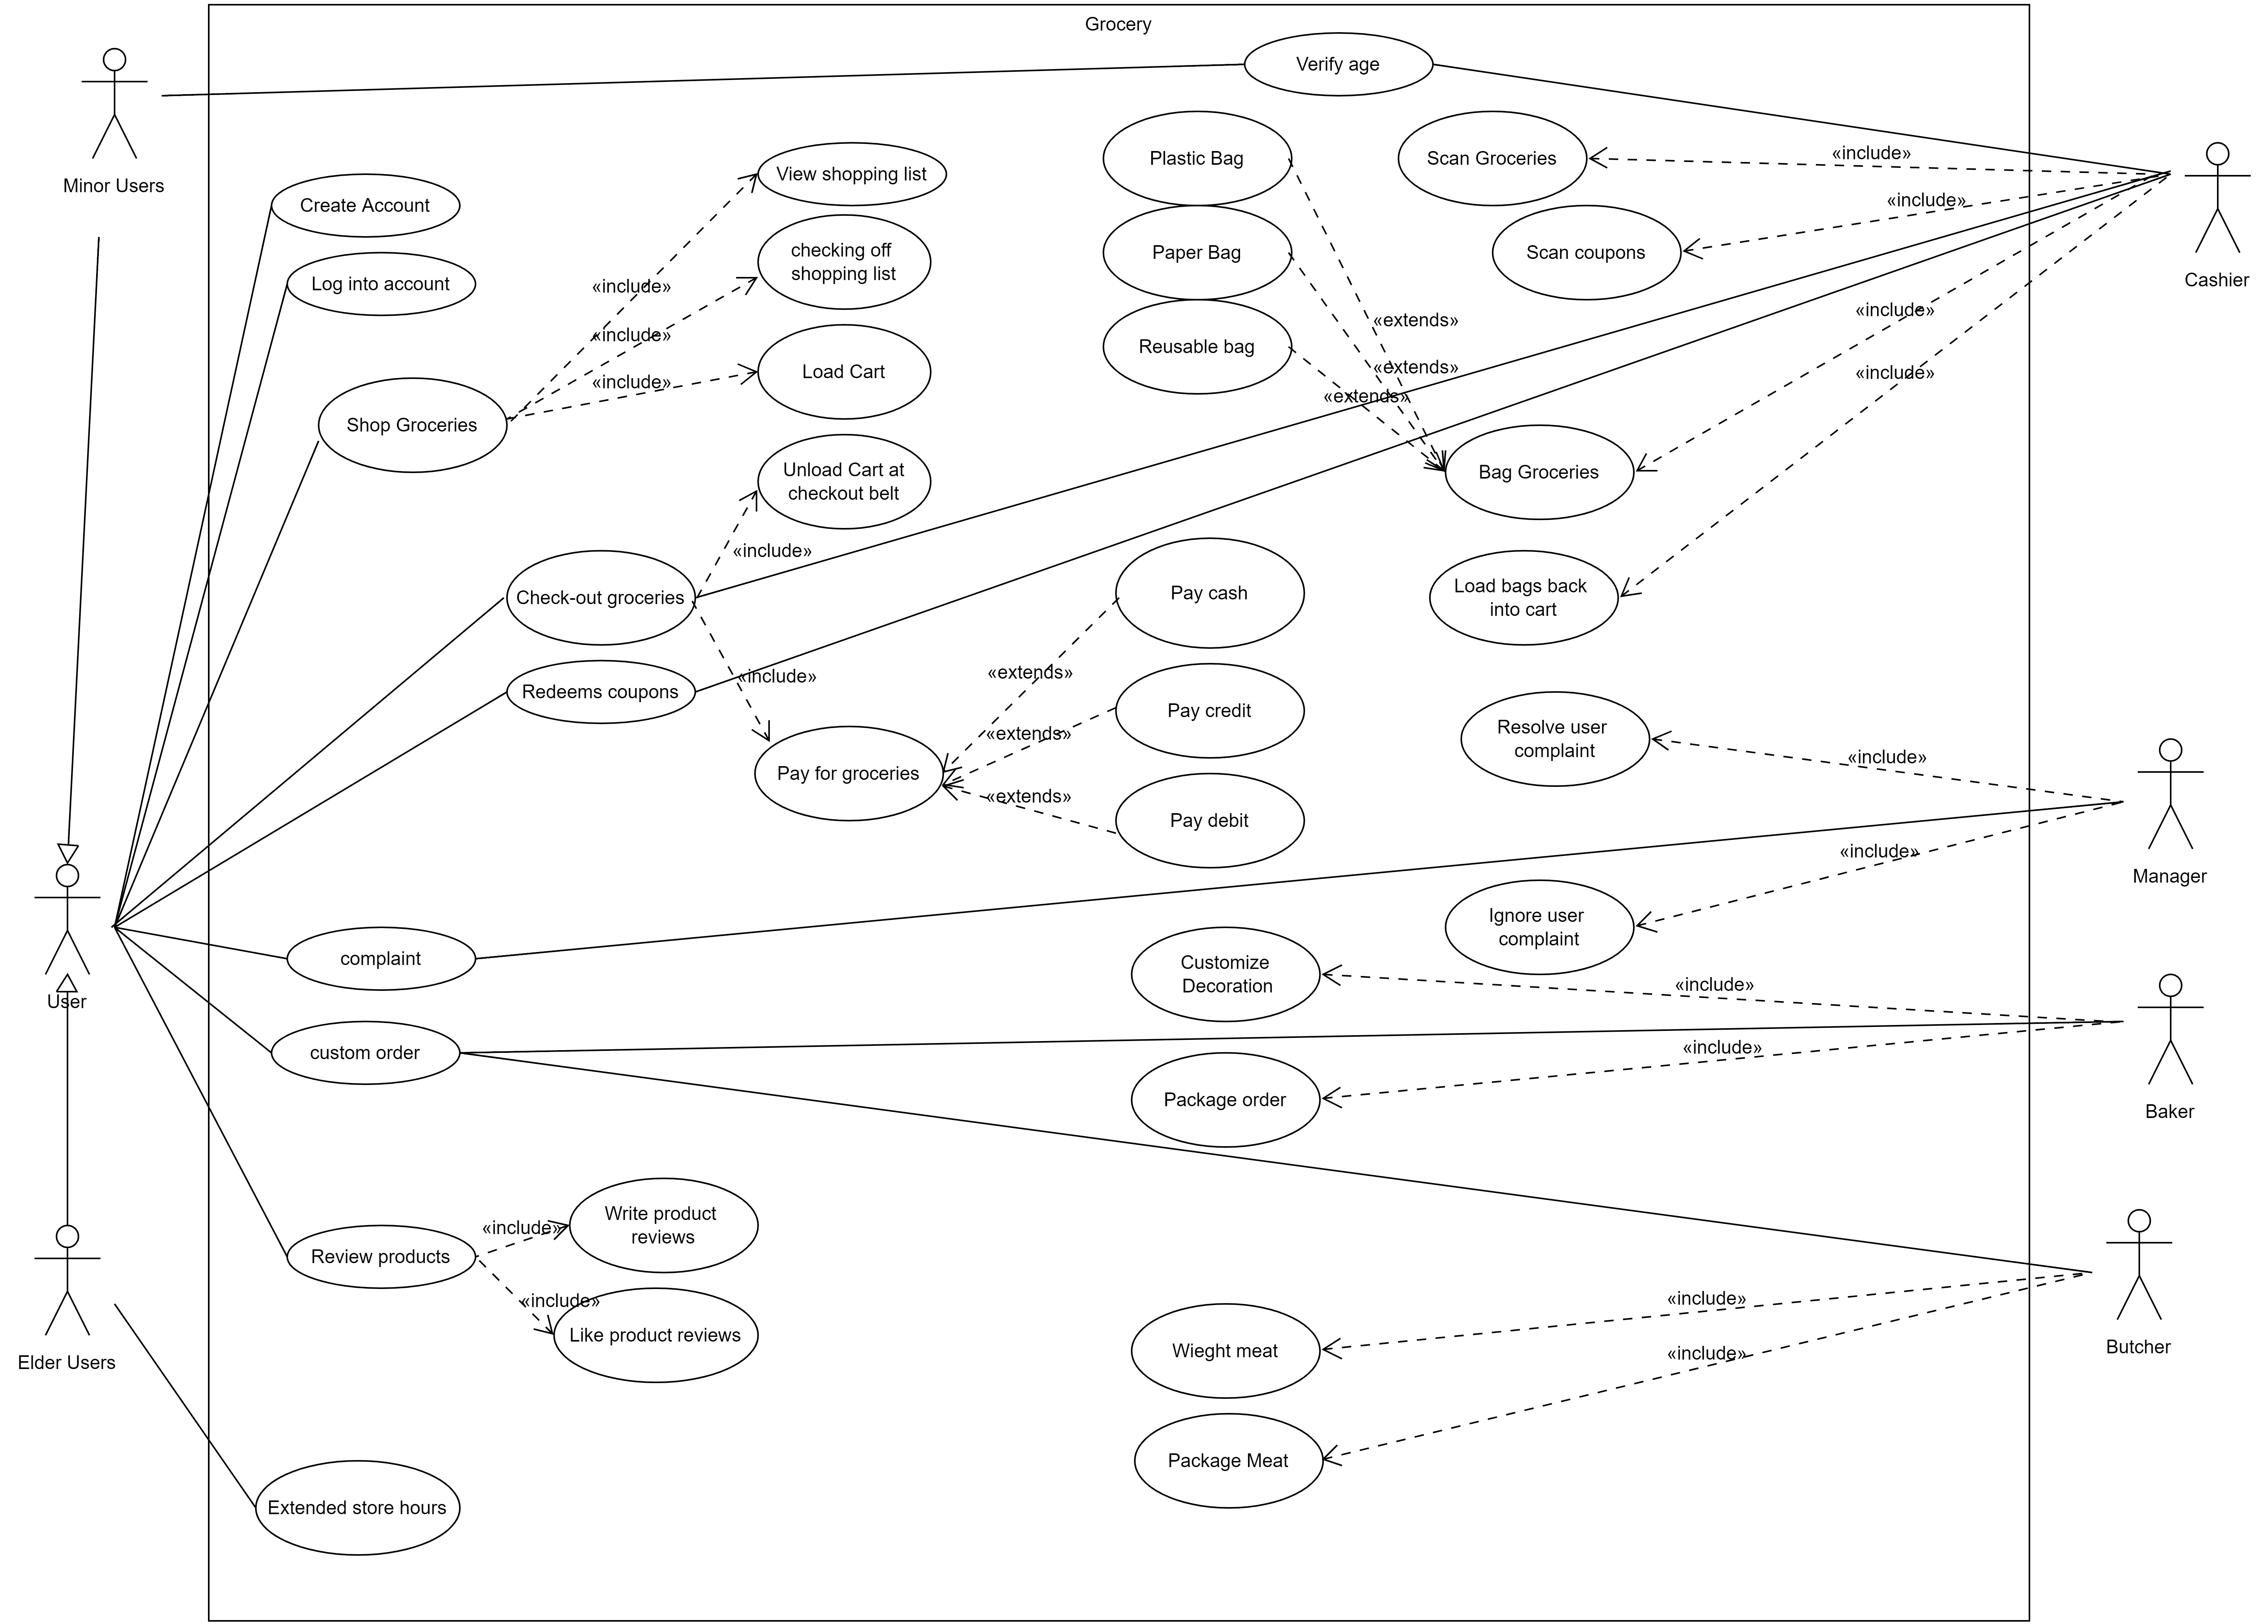 Grocery
Verify age
Minor Users
Plastic Bag
Scan Groceries
«include»
View shopping list
Create Account
«include»
Scan coupons
Paper Bag
checking off
shopping list
Cashier
Log into account
«include»
«include»
«extends»
«include»
Reusable bag
Load Cart
«include»
«extends»
«include»
«extends»
Shop Groceries
Unload Cart at
checkout belt
Bag Groceries
«include»
Check-out groceries
Pay cash
Load bags back
into cart
«include»
«extends»
Redeems coupons
Pay credit
Resolve user
complaint
«extends»
«include»
Pay for groceries
«extends»
Pay debit
«include»
Manager
Ignore user
complaint
complaint
Customize
Decoration
«include»
User
custom order
«include»
Package order
Baker
Write product
reviews
«include»
Review products
«include»
«include»
Like product reviews
Wieght meat
«include»
Butcher
Elder Users
Package Meat
Extended store hours